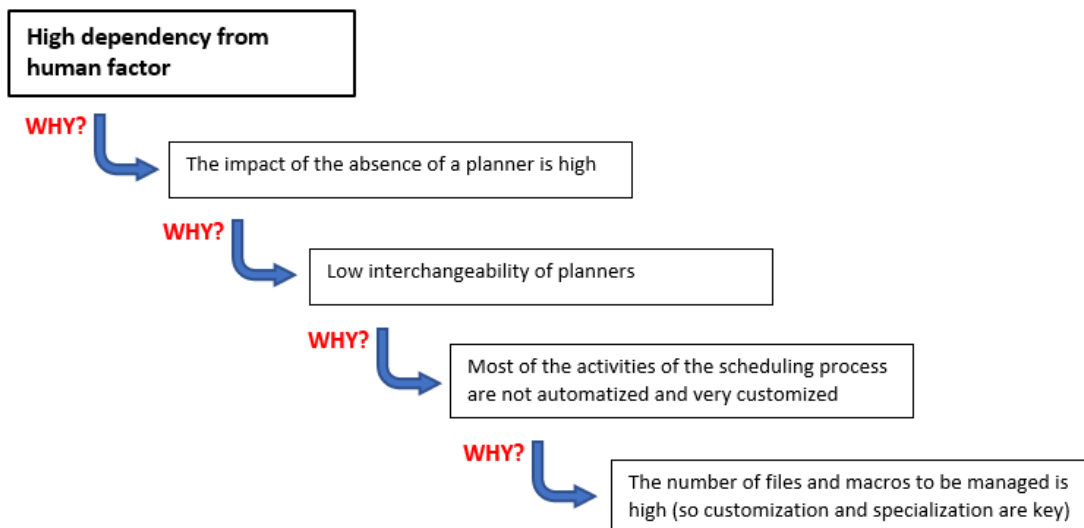 High dependency from
human factor
WHY?
The impact of the absence of a planner is high
WHY?
Low interchangeability of planners
WHY?
Most of the activities of the scheduling process
are not automatized and very customized
WHY?
The number of files and macros to be managed is
high (so customization and specialization are key)